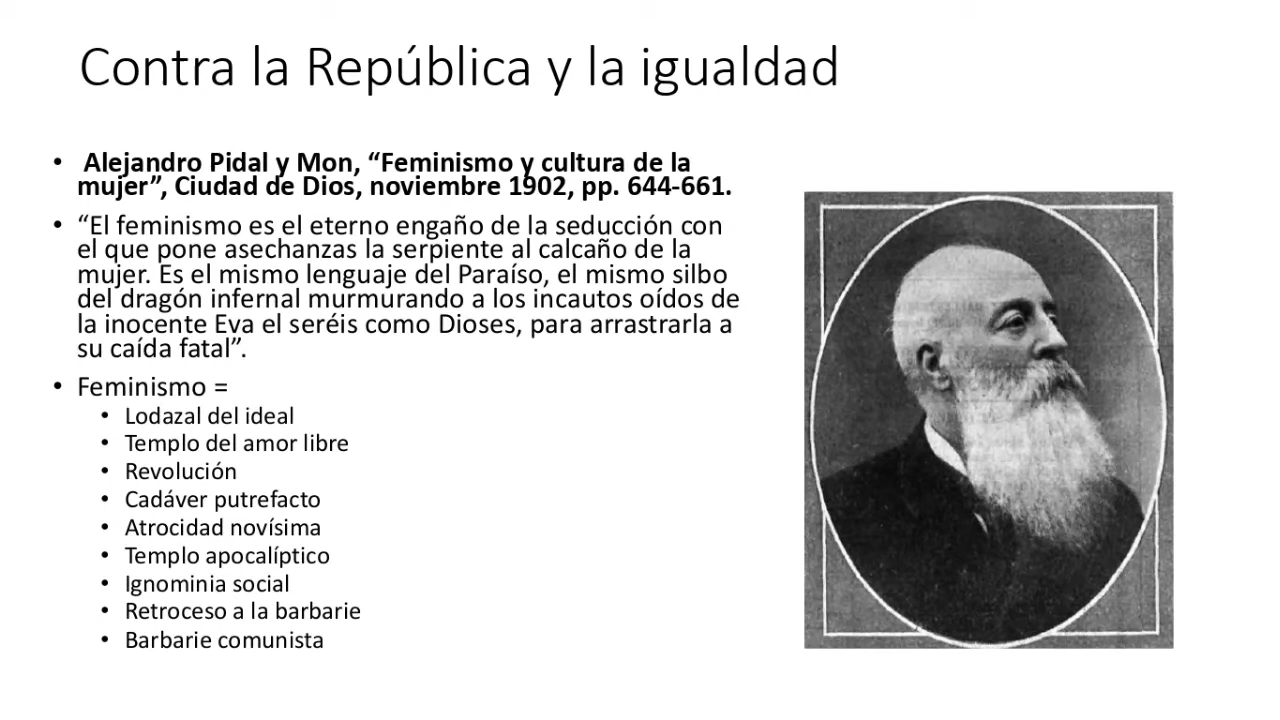 Contra la República y la igualdad
• Alejandro Pidal y Mon, “Feminismo y cultura de la
mujer”, Ciudad de Dios, noviembre 1902, pp. 644-661.
• “El feminismo es el eterno engaño de la seducción con
el que pone asechanzas la serpiente al calcaño de la
mujer. Es el mismo lenguaje del Paraíso, el mismo silbo
del dragón infernal murmurando a los incautos oídos de
la inocente Eva el seréis como Dioses, para arrastrarla a
su caída fatal”.
• Feminismo =
• Lodazal del ideal
• Templo del amor libre
• Revolución
• Cadáver putrefacto
• Atrocidad novísima
• Templo apocalíptico
• Ignominia social
• Retroceso a la barbarie
• Barbarie comunista